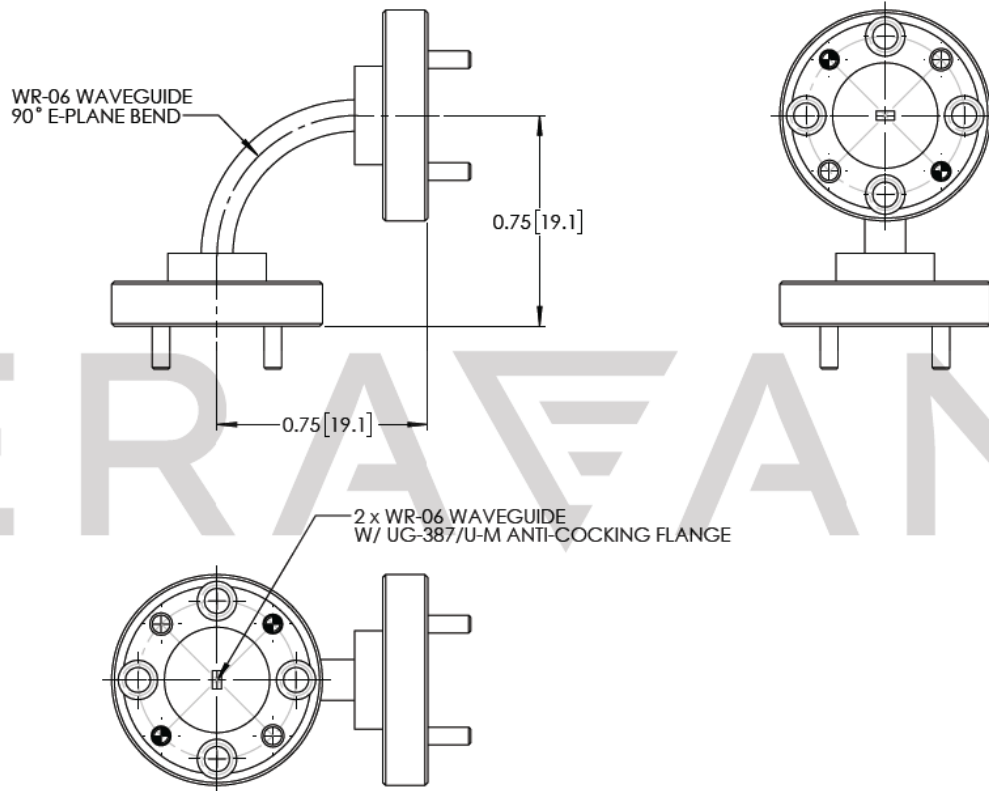 WR-06 WAVEGUIDE
90° E-PLANE BEND
0.75[19.1]
0.75[19.1]
ERAVAN
2 x WR-06 WAVEGUIDE
W/ UG-387/U-M ANTI-COCKING FLANGE